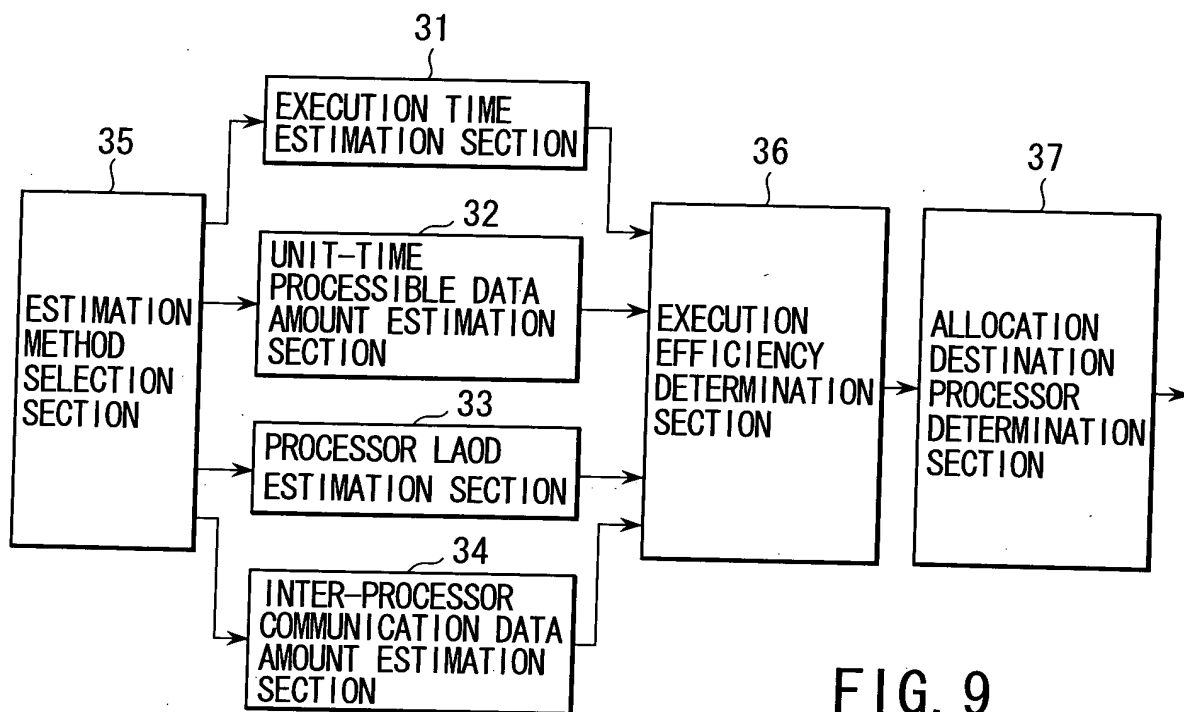 31
EXECUTION TIME
ESTIMATION SECTION
35
ESTIMATION
METHOD
SELECTION
SECTION
32
UNIT-TIME
PROCESSIBLE DATA
AMOUNT ESTIMATION
SECTION
33
PROCESSOR LAOD
ESTIMATION SECTION
34
INTER-PROCESSOR
COMMUNICATION DATA
AMOUNT ESTIMATION
SECTION
36
EXECUTION
EFFICIENCY
DETERMINATION
SECTION
37
ALLOCATION
DESTINATION
PROCESSOR
DETERMINATION
SECTION
FIG. 9